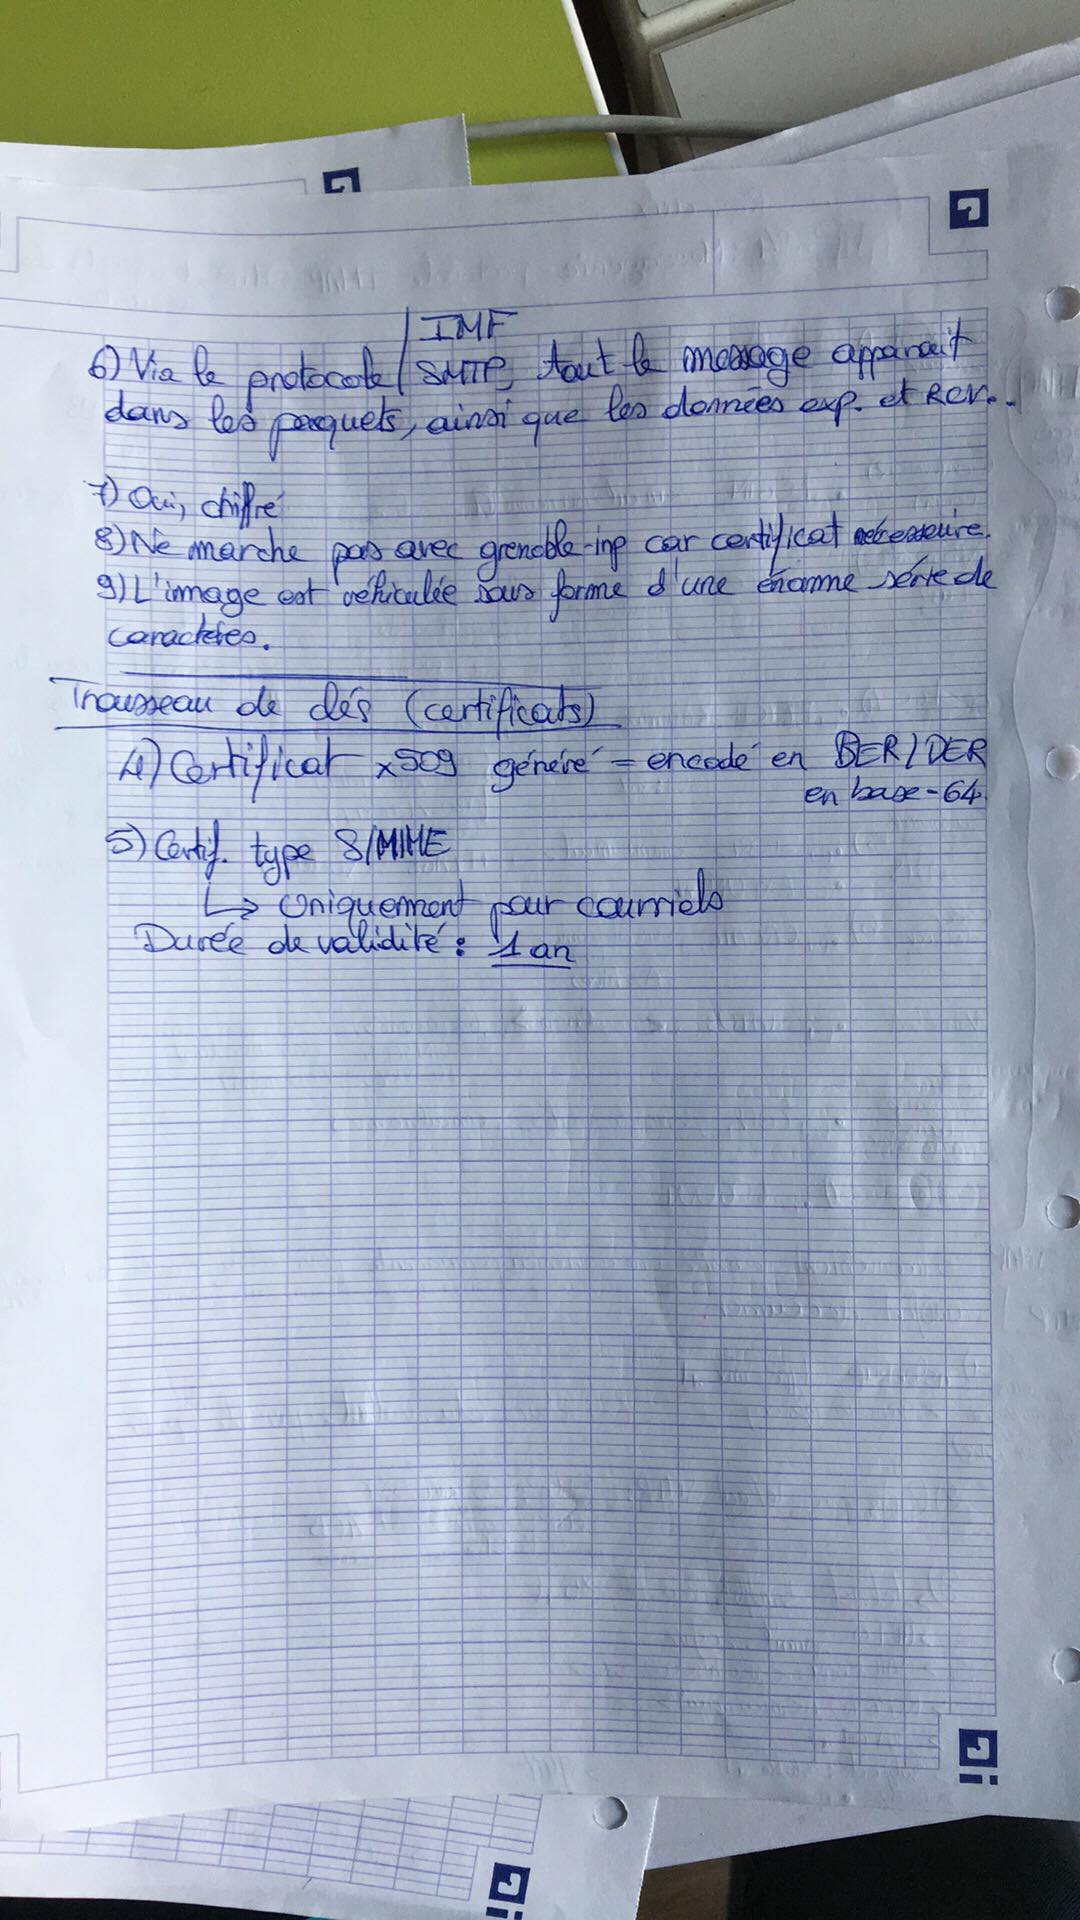 IMF
6) Via le protocole / SMTP, tout le message apparait
dans les paquets, ainsi que les données exp. et Rcv..
7) Oui, chiffré
8) Ne marche pas avec grenoble-inp car certificat nécessaire.
9) L'image est véhiculée sous forme d'une énorme série de
caractères.
Trousseau de clés (certificats)
4) Certificat x509 généré = encodé en BER/DER
en base-64
5) Certif. type S/MIME
↳ Uniquement pour courriels
Durée de validité : 1 an